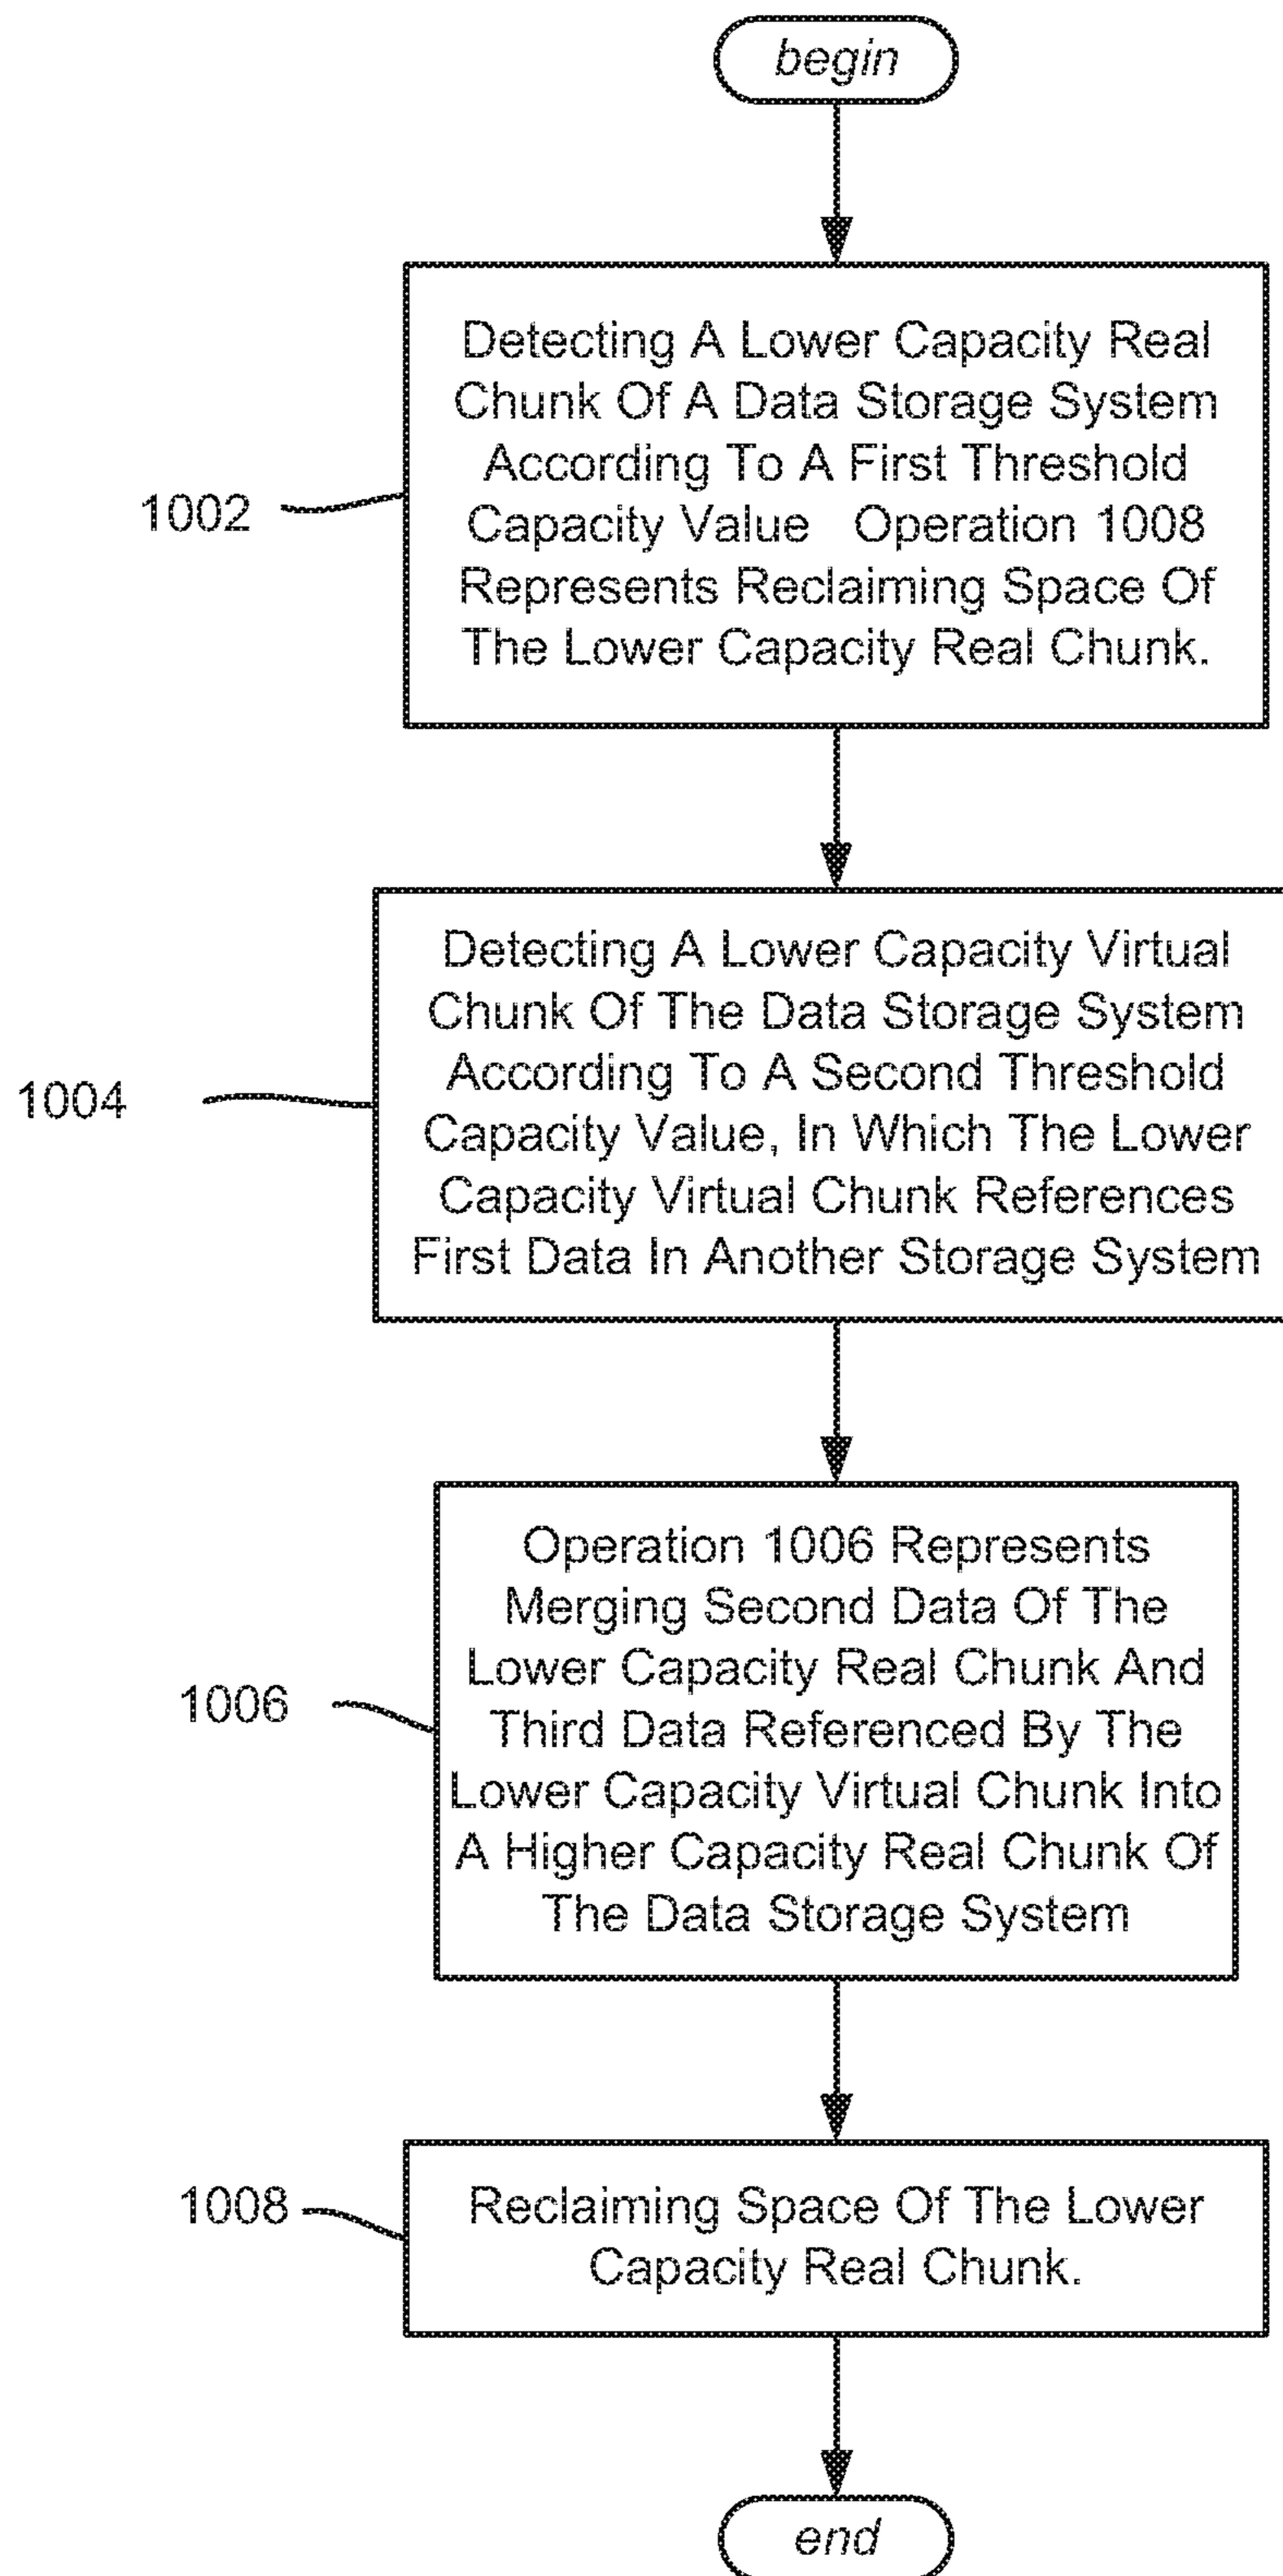 begin
Detecting A Lower Capacity Real
Chunk Of A Data Storage System
According To A First Threshold
Capacity Value Operation 1008
Represents Reclaiming Space Of
The Lower Capacity Real Chunk.
1002
Detecting A Lower Capacity Virtual
Chunk Of The Data Storage System
According To A Second Threshold
Capacity Value, In Which The Lower
Capacity Virtual Chunk References
First Data In Another Storage System
1004
Operation 1006 Represents
Merging Second Data Of The
Lower Capacity Real Chunk And
Third Data Referenced By The
Lower Capacity Virtual Chunk Into
A Higher Capacity Real Chunk Of
The Data Storage System
1006
Reclaiming Space Of The Lower
Capacity Real Chunk.
1008
end